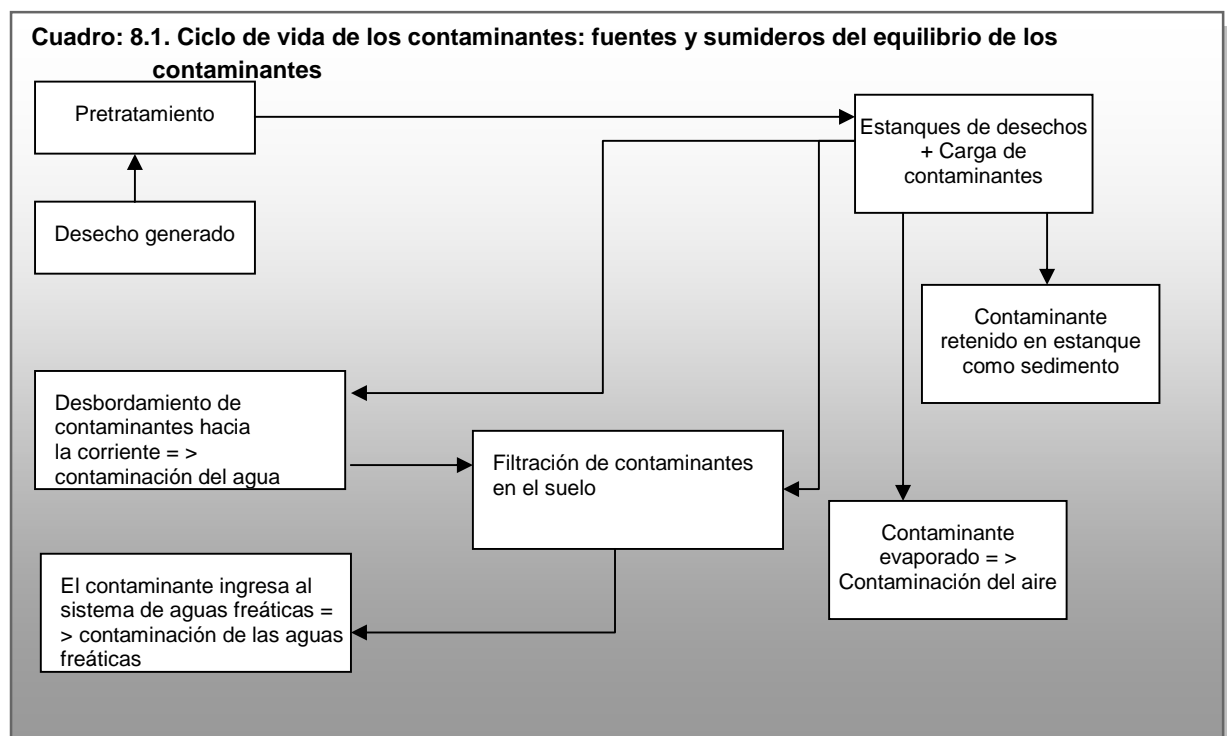 Cuadro: 8.1. Ciclo de vida de los contaminantes: fuentes y sumideros del equilibrio de los
contaminantes
Pretratamiento
Estanques de desechos
+ Carga de
contaminantes
Desecho generado
Contaminante
retenido en estanque
como sedimento
Desbordamiento de
contaminantes hacia
la corriente = >
contaminación del agua
Filtración de contaminantes
en el suelo
Contaminante
evaporado = >
Contaminación del aire
El contaminante ingresa al
sistema de aguas freáticas =
> contaminación de las aguas
freáticas